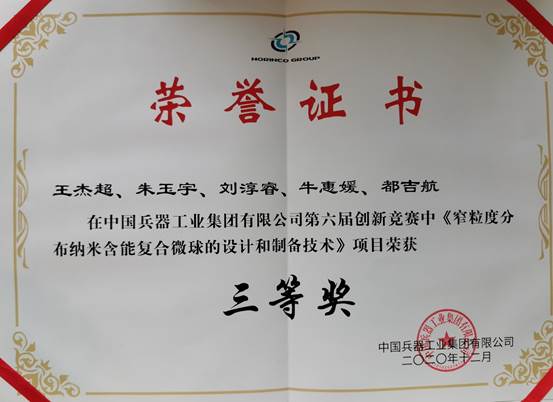 NORINCO GROUP
荣誉证书
王杰超、朱玉宇、刘淳睿、牛惠媛、都吉航
在中国兵器工业集团有限公司第六届创新竞赛中《窄粒度分
布纳米含能复合微球的设计和制备技术》项目荣获
三等奖
中国兵器工业集团有限公司
二〇二〇年十二月